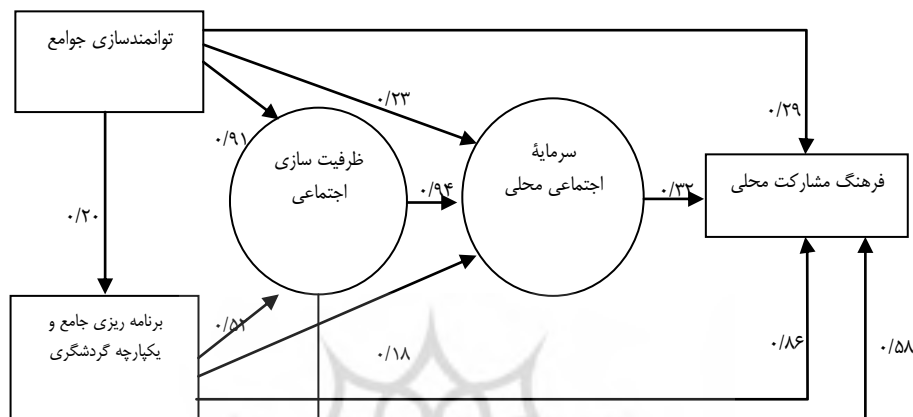 توانمندسازی جوامع
۰/۲۹
۰/۲۳
۰/۹۱
ظرفیت سازی
اجتماعی
سرمایهٔ
اجتماعی محلی
فرهنگ مشارکت محلی
۰/۹۴
۰/۳۲
۰/۲۰
برنامه ریزی جامع و
یکپارچه گردشگری
۰/۵۱
۰/۱۸
۰/۸۶
۰/۵۸